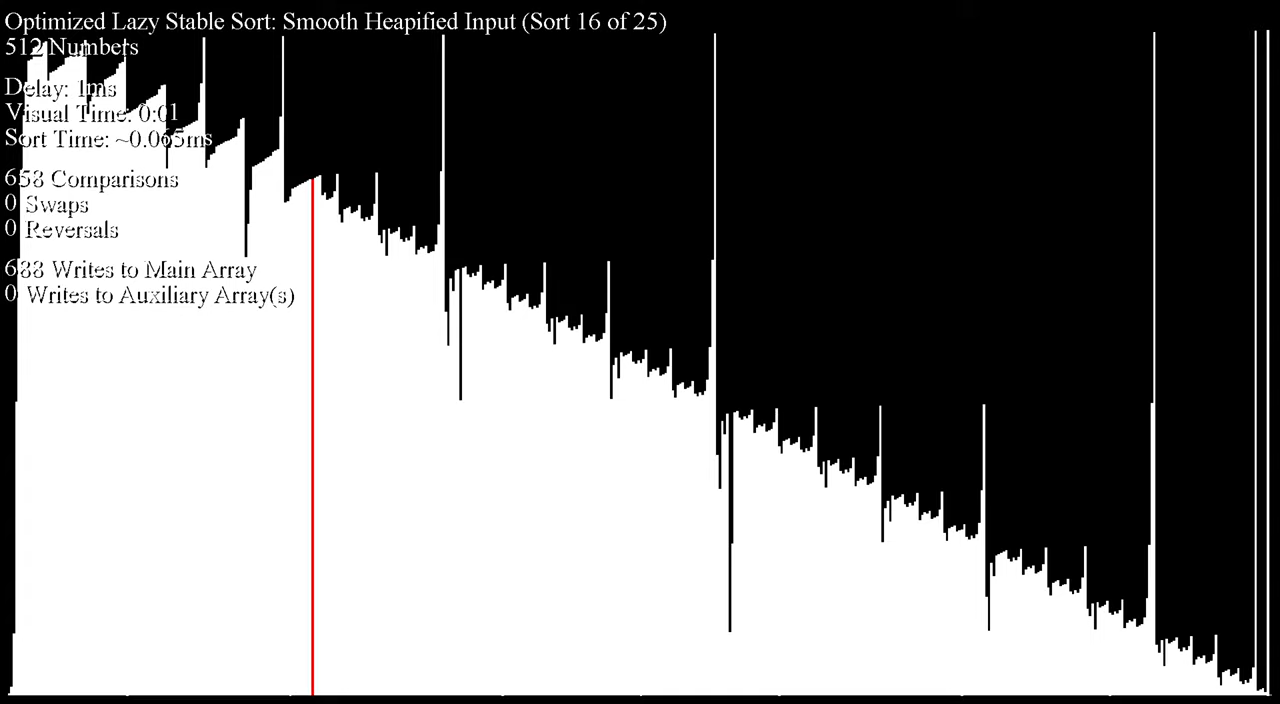 Optimized Lazy Stable Sort: Smooth Heapified Input (Sort 16 of 25)
512 Numbers
Delay: 1ms
Visual Time: 0:01
Sort Time: ~0.065ms
658 Comparisons
0 Swaps
0 Reversals
688 Writes to Main Array
0 Writes to Auxiliary Array(s)